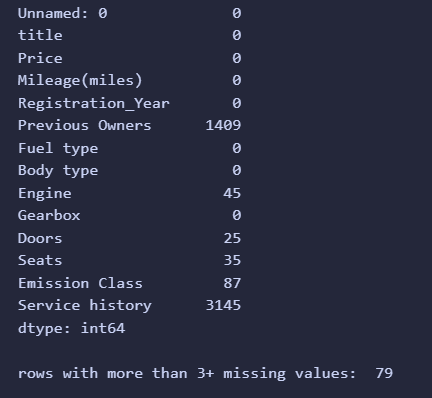 Unnamed: 0 0
title 0
Price 0
Mileage(miles) 0
Registration_Year 0
Previous Owners 1409
Fuel type 0
Body type 0
Engine 45
Gearbox 0
Doors 25
Seats 35
Emission Class 87
Service history 3145
dtype: int64
rows with more than 3+ missing values: 79